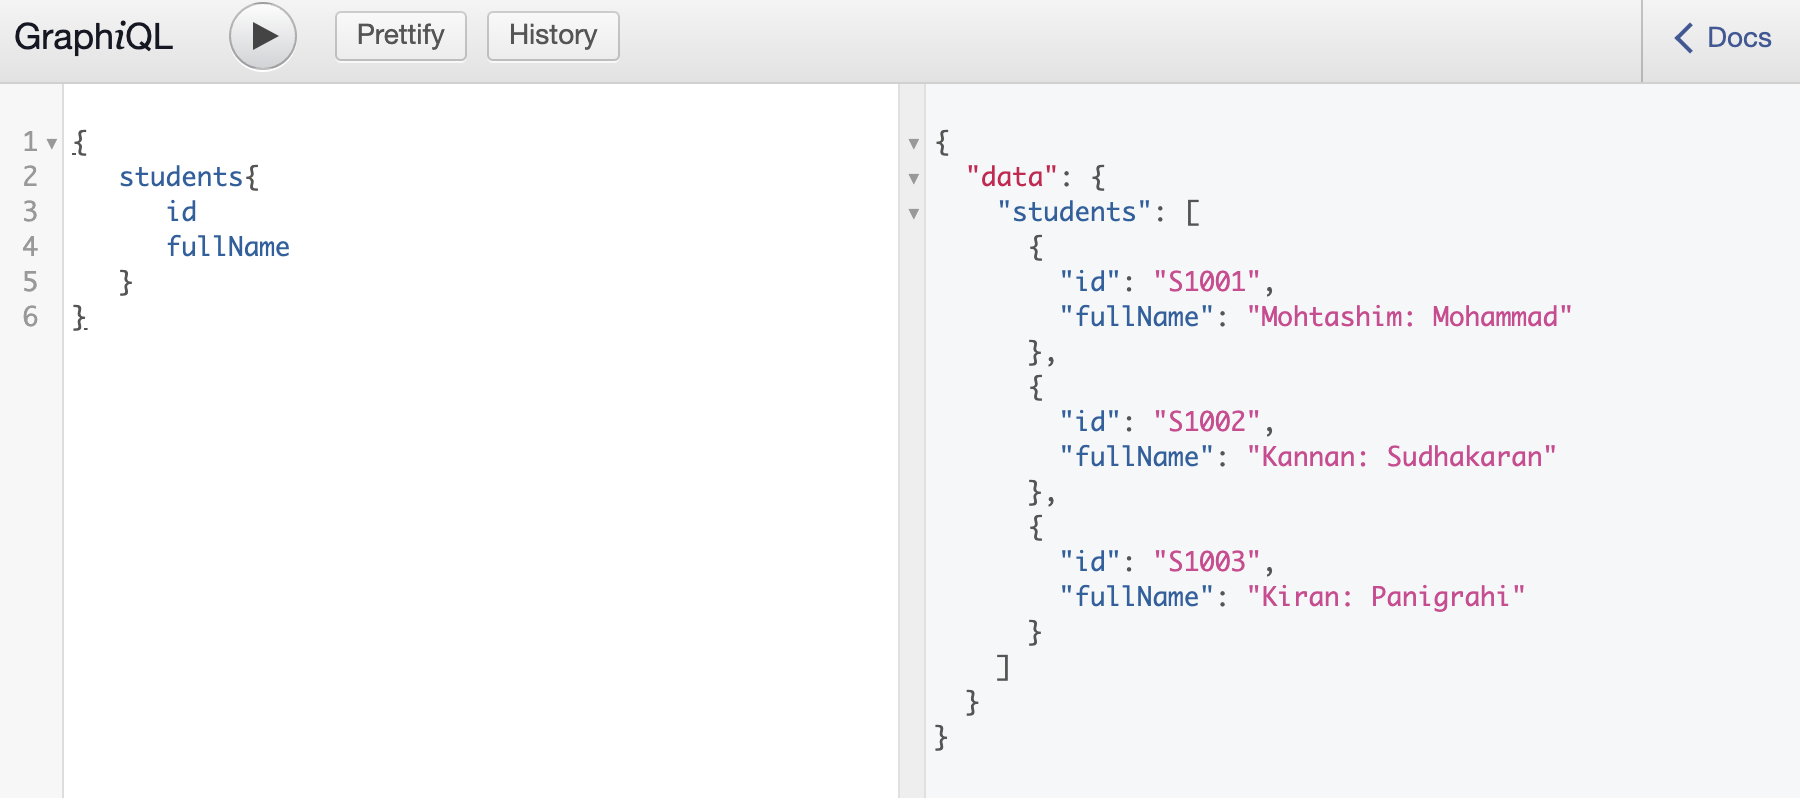 GraphiQL Prettify History Docs
1 {
2 students{
3 id
4 fullName
5 }
6 }
{
"data": {
"students": [
{
"id": "S1001",
"fullName": "Mohtashim: Mohammad"
},
{
"id": "S1002",
"fullName": "Kannan: Sudhakaran"
},
{
"id": "S1003",
"fullName": "Kiran: Panigrahi"
}
]
}
}